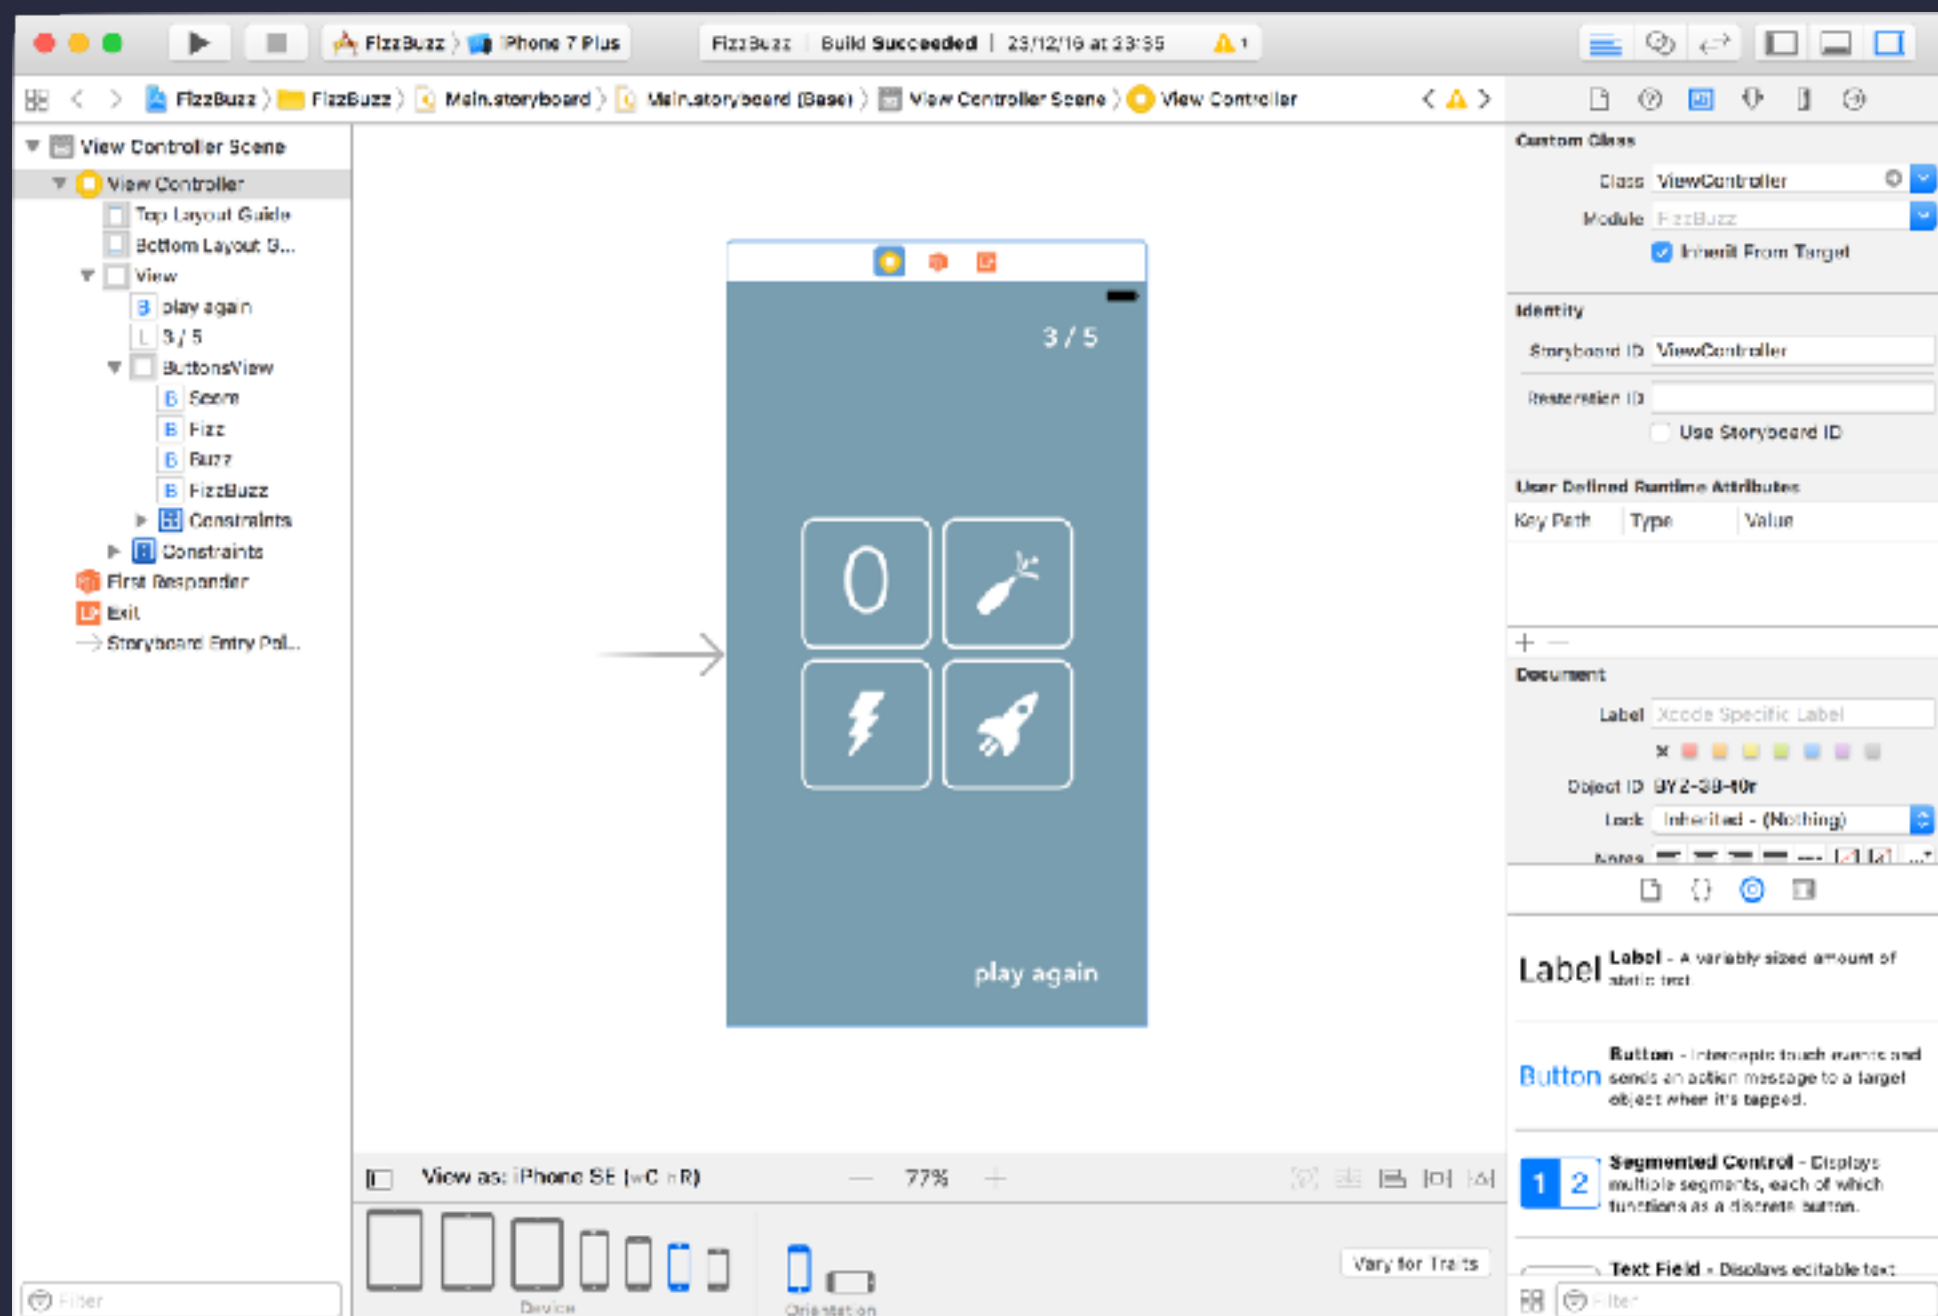 FizzBuzz iPhone 7 Plus FizzBuzz Build Succeeded 23/12/16 at 23:35 1
FizzBuzz FizzBuzz Main.storyboard Main.storyboard (Base) View Controller Scene View Controller
View Controller Scene
View Controller
Top Layout Guide
Bottom Layout G...
View
B play again
L 3 / 5
ButtonsView
B Score
B Fizz
B Buzz
B FizzBuzz
Constraints
Constraints
First Responder
Exit
Storyboard Entry Poi...
Filter
3 / 5
0
play again
View as: iPhone SE (wC hR) 77%
Device
Orientation
Vary for Traits
Custom Class
Class ViewController
Module FizzBuzz
Inherit From Target
Identity
Storyboard ID ViewController
Restoration ID
Use Storyboard ID
User Defined Runtime Attributes
Key Path Type Value
Document
Label Xcode Specific Label
Object ID BYZ-38-t0r
Lock Inherited - (Nothing)
Notes
Label Label - A variably sized amount of
static text.
Button Button - Intercepts touch events and
sends an action message to a target
object when it's tapped.
1 2 Segmented Control - Displays
multiple segments, each of which
functions as a discrete button.
Text Field - Displays editable text
Filter